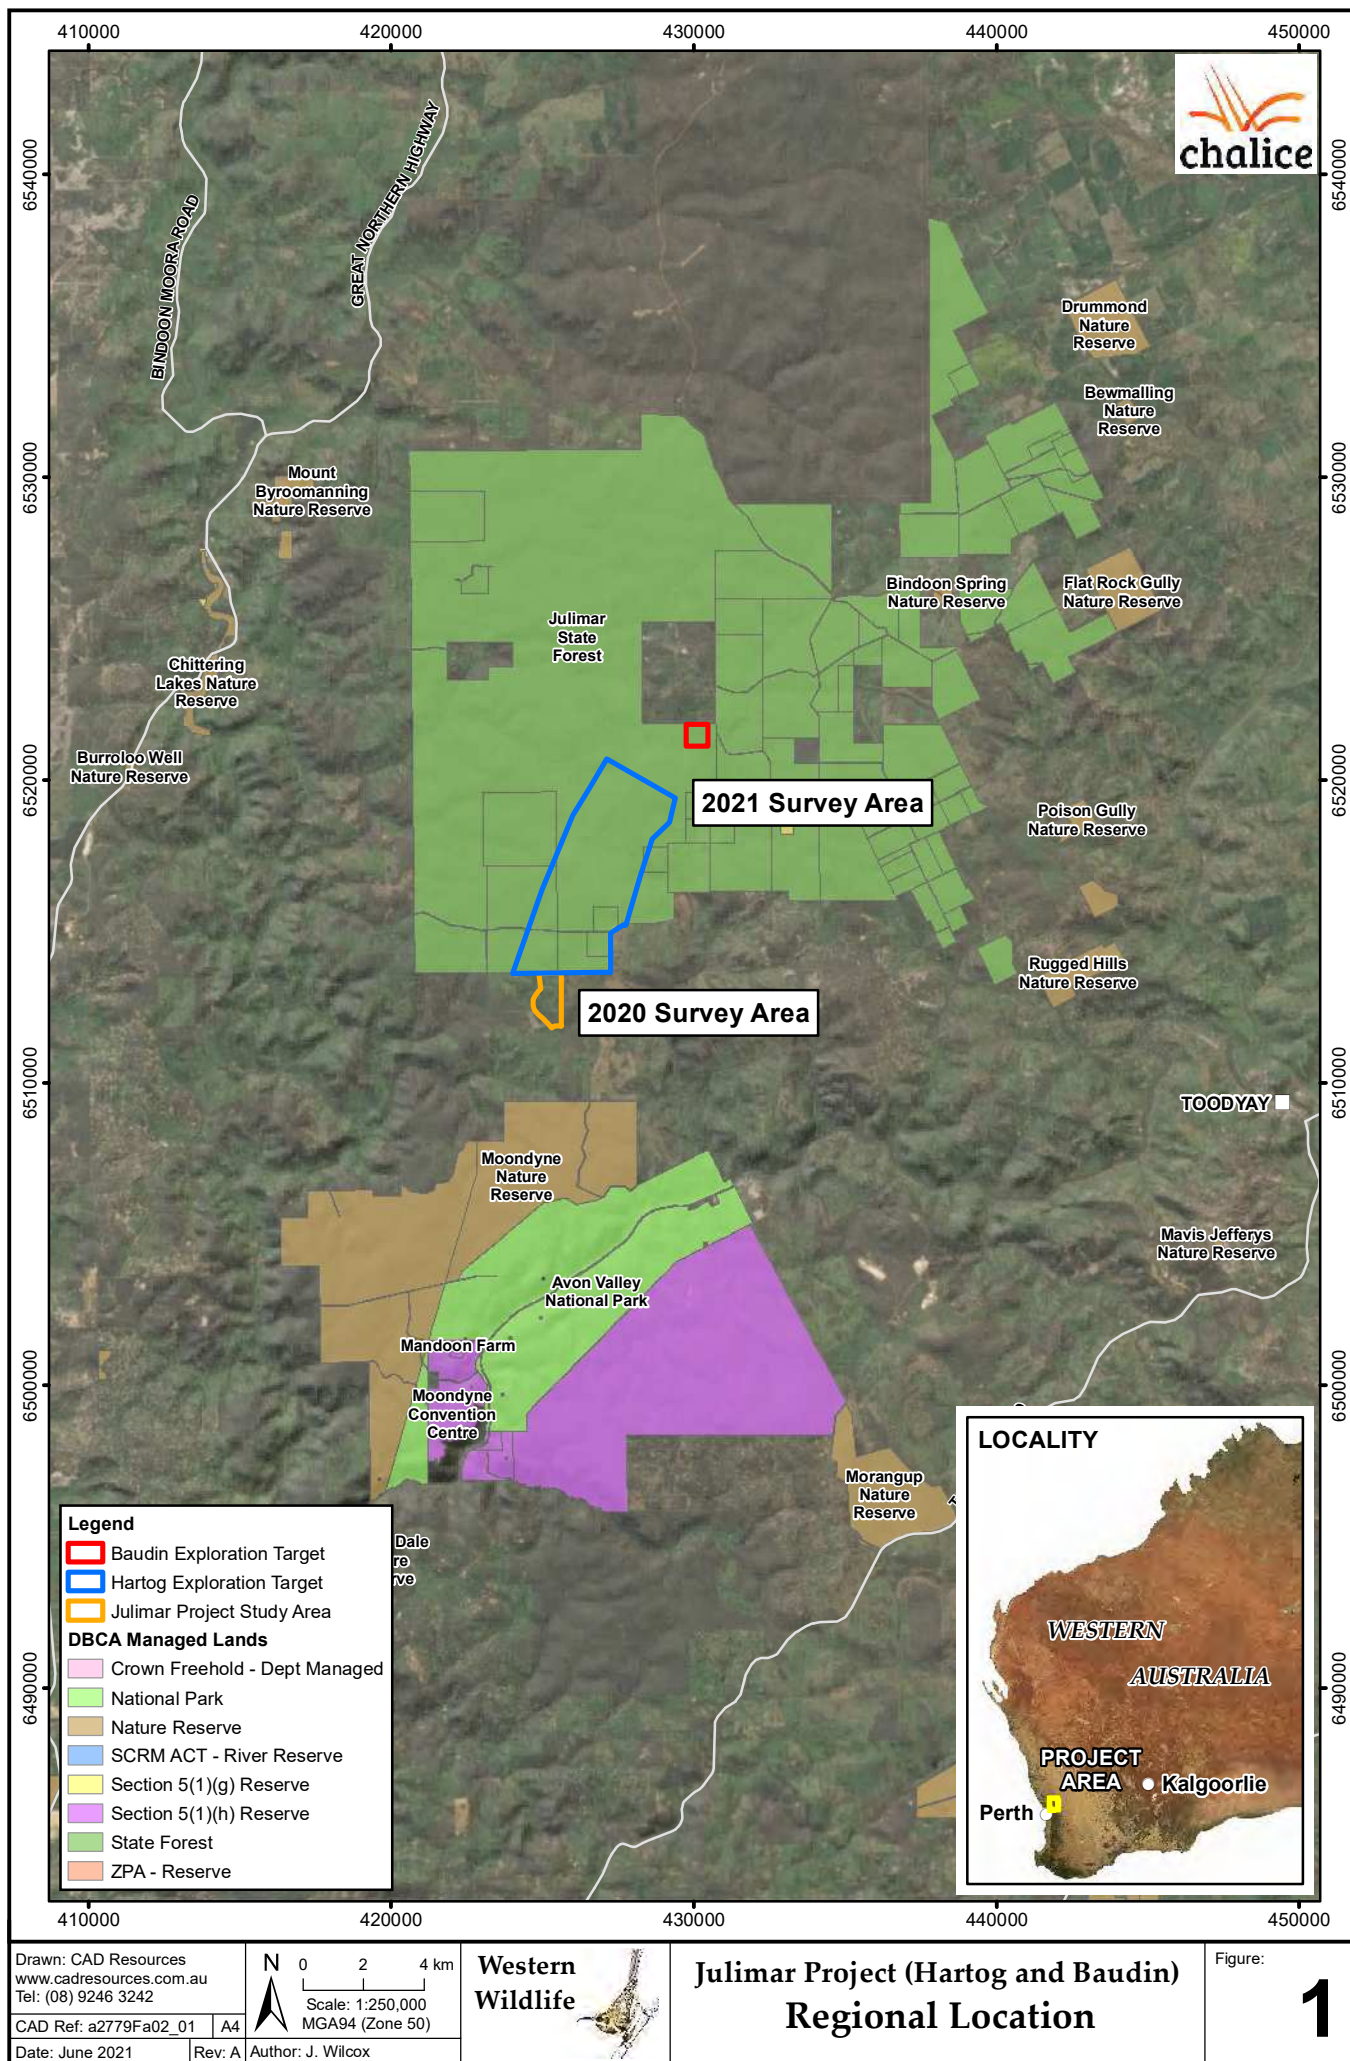 410000
420000
430000
440000
450000
chalice
6540000
6540000
BINDOON MOORA ROAD
GREAT NORTHERN HIGHWAY
Drummond
Nature
Reserve
Bewmalling
Nature
Reserve
6530000
6530000
Mount
Byroomanning
Nature Reserve
Bindoon Spring
Nature Reserve
Flat Rock Gully
Nature Reserve
Julimar
State
Forest
Chittering
Lakes Nature
Reserve
Burroloo Well
Nature Reserve
6520000
6520000
2021 Survey Area
Poison Gully
Nature Reserve
Rugged Hills
Nature Reserve
2020 Survey Area
6510000
6510000
TOODYAY
Moondyne
Nature
Reserve
Mavis Jefferys
Nature Reserve
Avon Valley
National Park
Mandoon Farm
Moondyne
Convention
Centre
6500000
6500000
Morangup
Nature
Reserve
Dale
re
rve
Legend
Baudin Exploration Target
Hartog Exploration Target
Julimar Project Study Area
DBCA Managed Lands
Crown Freehold - Dept Managed
National Park
Nature Reserve
SCRM ACT - River Reserve
Section 5(1)(g) Reserve
Section 5(1)(h) Reserve
State Forest
ZPA - Reserve
6490000
6490000
LOCALITY
WESTERN
AUSTRALIA
PROJECT
AREA
Kalgoorlie
Perth
410000
420000
430000
440000
450000
Drawn: CAD Resources
www.cadresources.com.au
Tel: (08) 9246 3242
CAD Ref: a2779Fa02_01
A4
Date: June 2021
Rev: A
N
0 2 4 km
Scale: 1:250,000
MGA94 (Zone 50)
Author: J. Wilcox
Western
Wildlife
Julimar Project (Hartog and Baudin)
Regional Location
Figure:
1